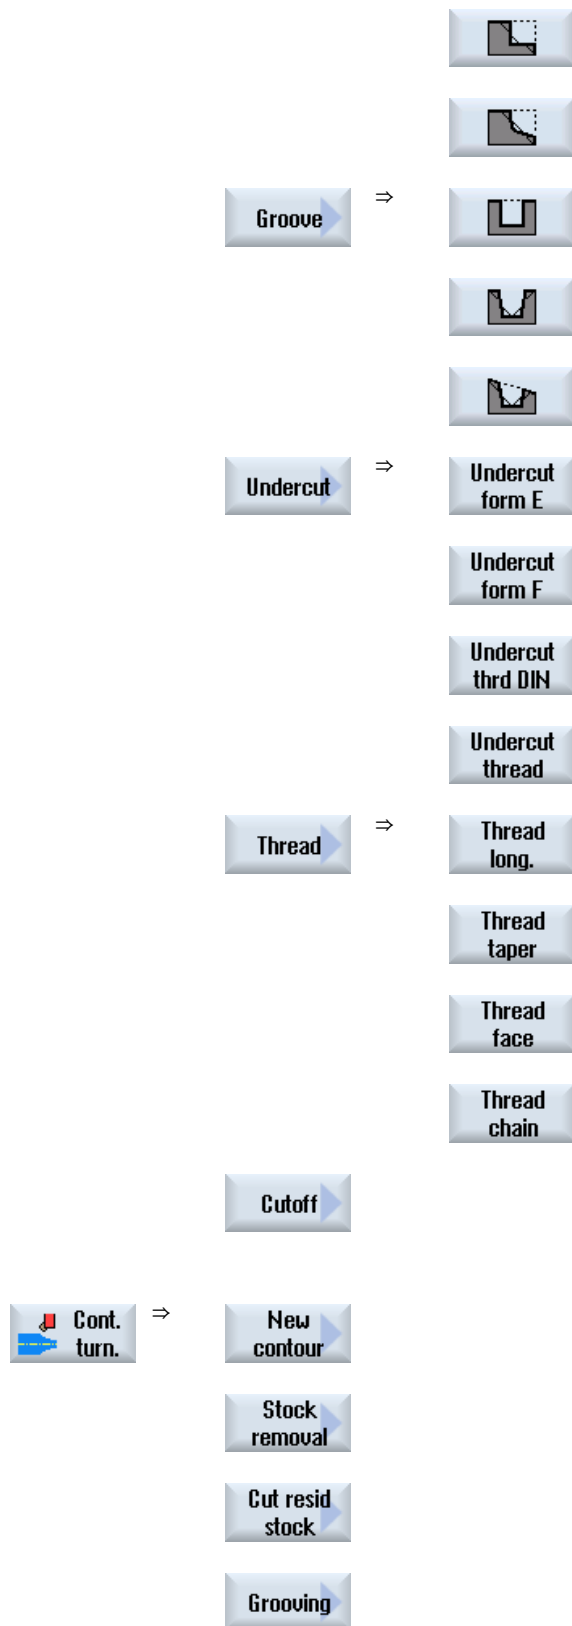 Groove
⇒
Undercut
⇒
Undercut
form E
Undercut
form F
Undercut
thrd DIN
Undercut
thread
Thread
⇒
Thread
long.
Thread
taper
Thread
face
Thread
chain
Cutoff
Cont.
turn.
⇒
New
contour
Stock
removal
Cut resid
stock
Grooving